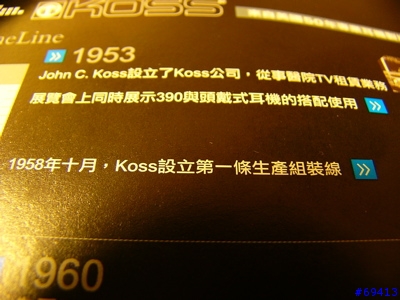 KOSS
neLine
1953
John C. Koss設立了Koss公司，從事醫院TV租賃業務
展覽會上同時展示390與頭戴式耳機的搭配使用
1958年十月，Koss設立第一條生產組裝線
1960
#69413